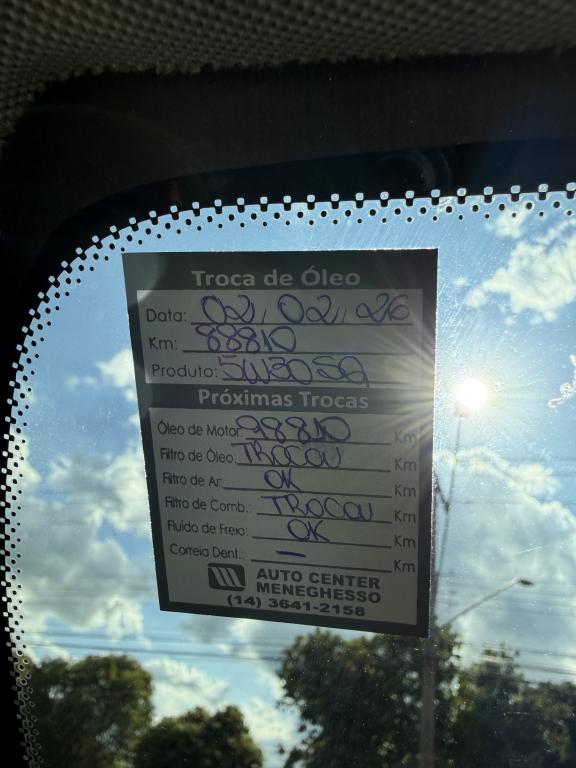 Troca de Óleo
Data: 02 / 02 / 26
Km: 88810
Produto: 5W30 SQ
Próximas Trocas
Óleo de Motor: 98810 Km
Filtro de Óleo: TROCOU Km
Filtro de Ar: OK Km
Filtro de Comb.: TROCOU Km
Fluído de Freio: OK Km
Correia Dent.: — Km
AUTO CENTER
MENEGHESSO
(14) 3641-2158